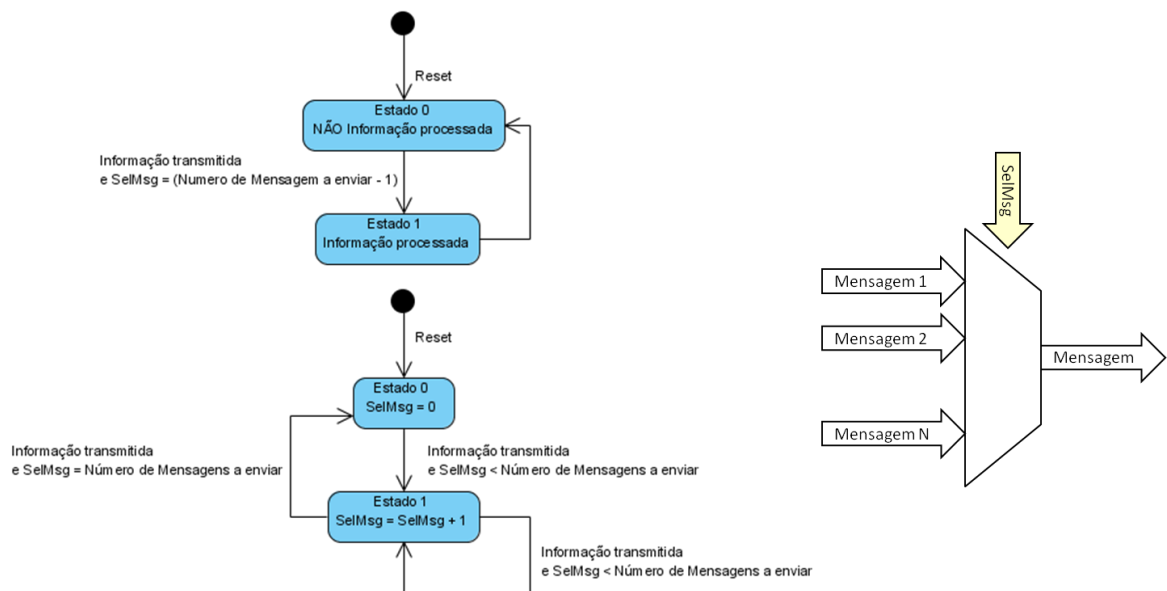 Reset
Estado 0
NÃO Informação processada
Informação transmitida
e SelMsg = (Numero de Mensagem a enviar - 1)
Estado 1
Informação processada
Reset
Estado 0
SelMsg = 0
Informação transmitida
e SelMsg = Número de Mensagens a enviar
Informação transmitida
e SelMsg < Número de Mensagens a enviar
Estado 1
SelMsg = SelMsg + 1
Informação transmitida
e SelMsg < Número de Mensagens a enviar
SelMsg
Mensagem 1
Mensagem 2
Mensagem
Mensagem N